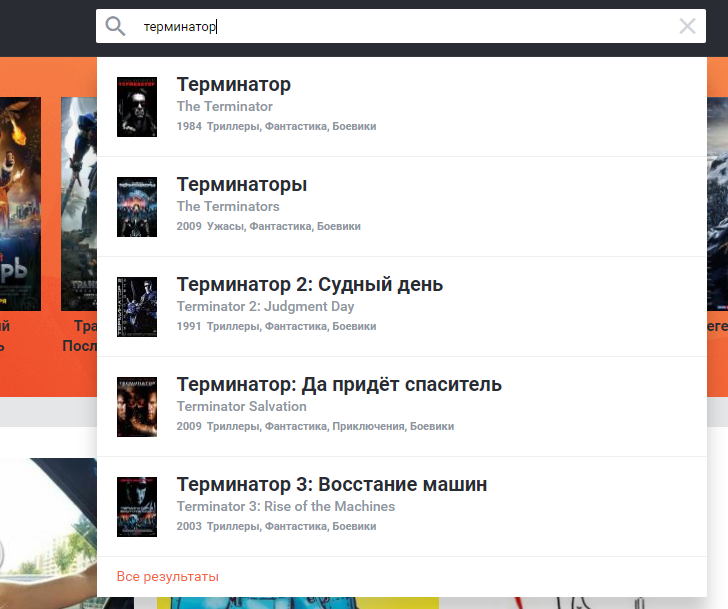 терминатор
Терминатор
The Terminator
1984 Триллеры, Фантастика, Боевики
Терминаторы
The Terminators
2009 Ужасы, Фантастика, Боевики
Терминатор 2: Судный день
Terminator 2: Judgment Day
1991 Триллеры, Фантастика, Боевики
Терминатор: Да придёт спаситель
Terminator Salvation
2009 Триллеры, Фантастика, Приключения, Боевики
Терминатор 3: Восстание машин
Terminator 3: Rise of the Machines
2003 Триллеры, Фантастика, Боевики
Все результаты